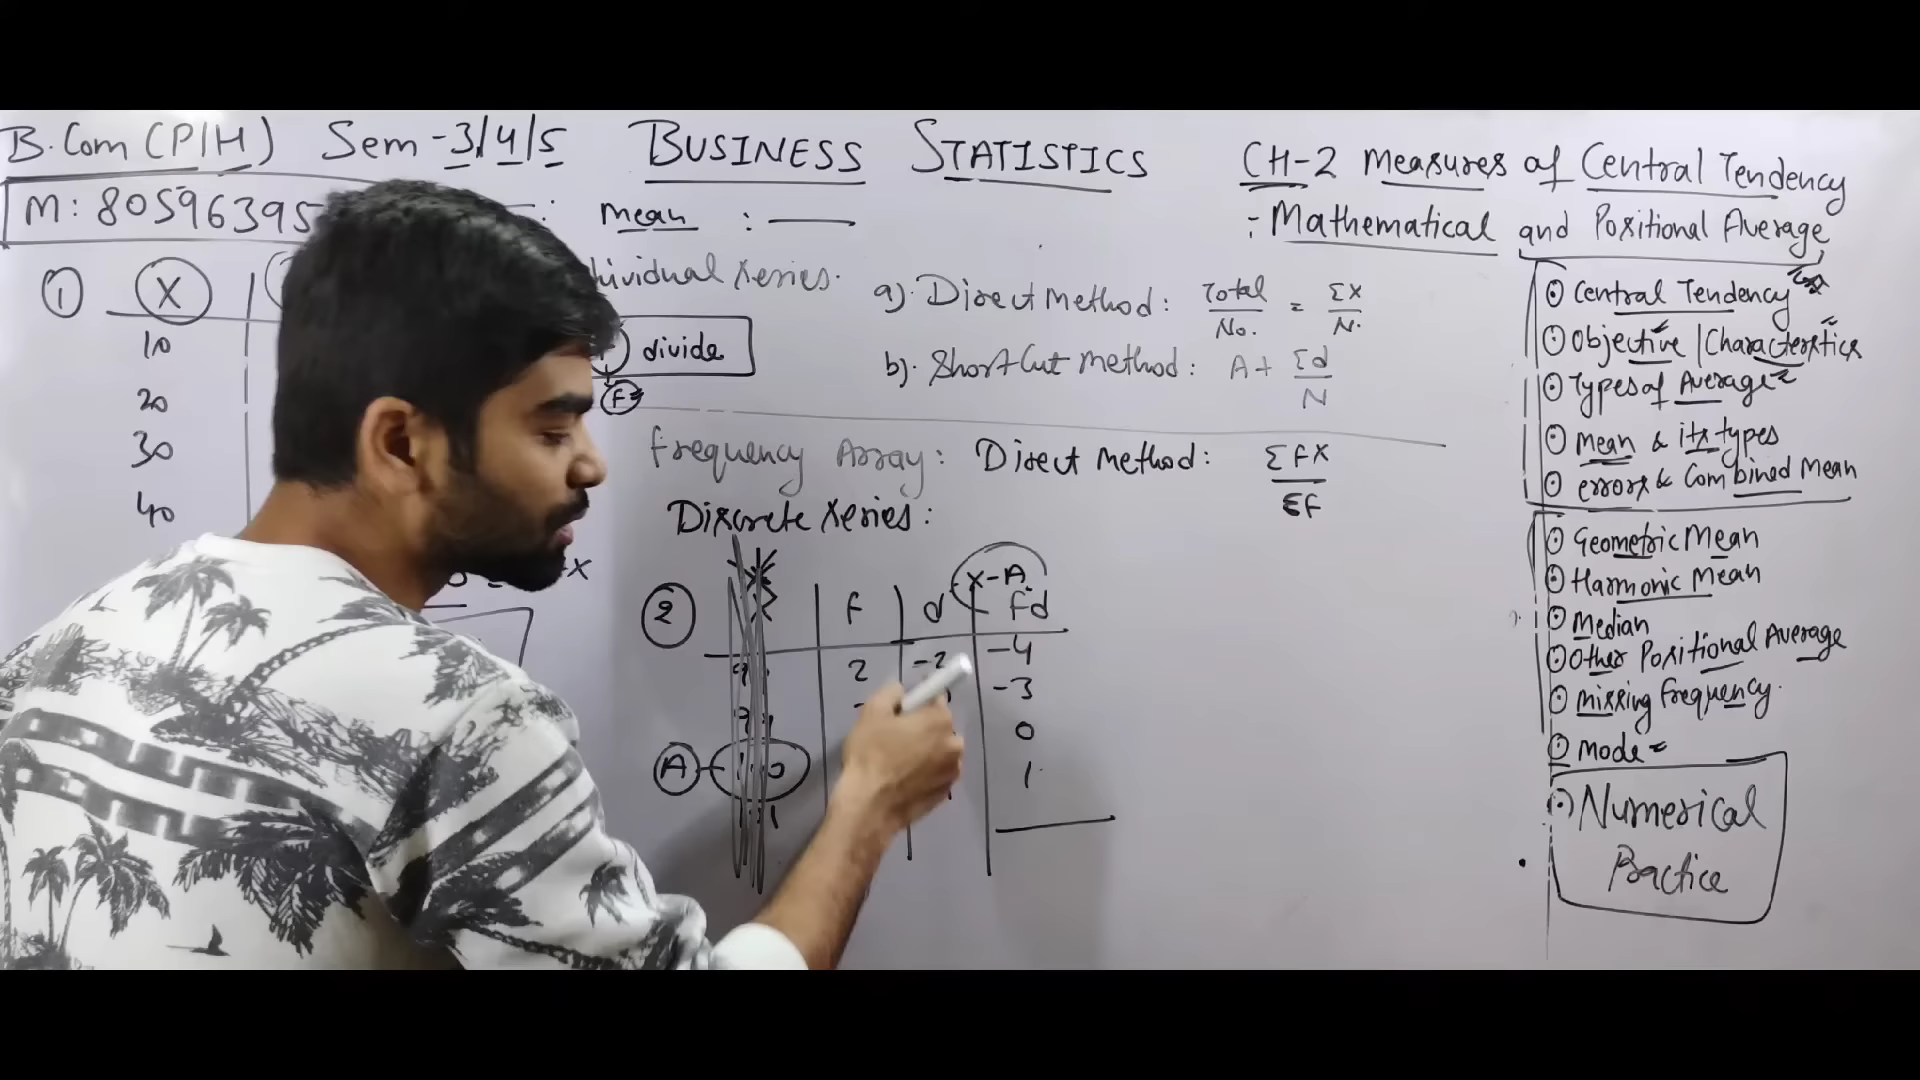 B.Com (P/H) Sem -3/4/5 BUSINESS STATISTICS CH-2 Measures of Central Tendency
: Mathematical and Positional Average
M: 80596395
Mean :
① X
10
20
30
40
Series.
a). Direct Method: Total/No. = ΣX/N.
b). Shortcut method: A+ Σd/N
divide
F
Frequency Array: Direct Method: ΣFX/ΣF
Discrete Series:
② F d X-A
Fd
2 -2 -4
-3
0
A 1
⊙ Central Tendency
⊙ Objective / Characteristics
⊙ Types of Average
⊙ Mean & its types
⊙ errors & Combined Mean
⊙ Geometric Mean
⊙ Harmonic Mean
⊙ Median
⊙ Other Positional Average
⊙ missing frequency.
⊙ Mode
⊙ Numerical
Practice